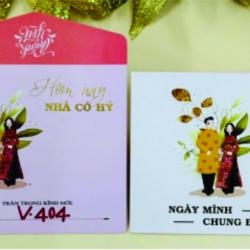 Hôm nay
NHÀ CÓ HỶ
TRÂN TRỌNG KÍNH MỜI:
V.404
NGÀY MÌNH
CHUNG Đ